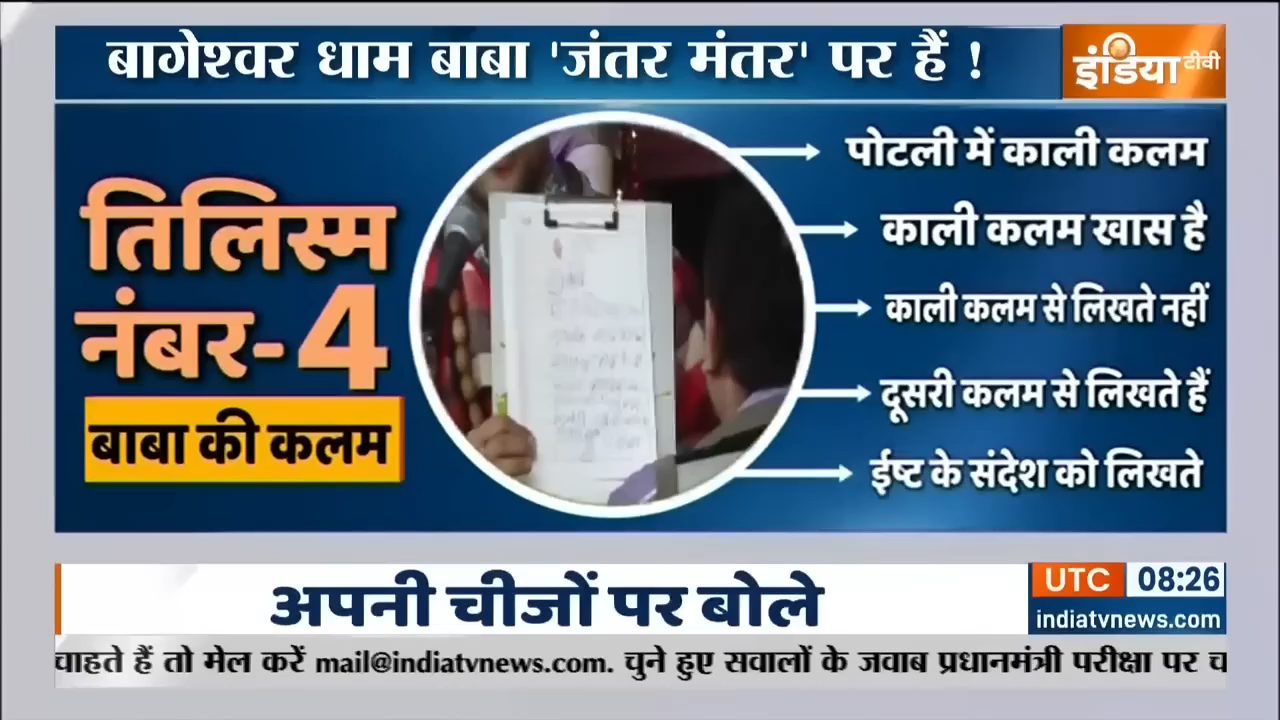 बागेश्वर धाम बाबा 'जंतर मंतर' पर हैं !
इंडिया टीवी
तिलिस्म
नंबर-4
बाबा की कलम
पोटली में काली कलम
काली कलम खास है
काली कलम से लिखते नहीं
दूसरी कलम से लिखते हैं
ईष्ट के संदेश को लिखते
अपनी चीजों पर बोले
UTC 08:26
indiatvnews.com
चाहते हैं तो मेल करें mail@indiatvnews.com. चुने हुए सवालों के जवाब प्रधानमंत्री परीक्षा पर च